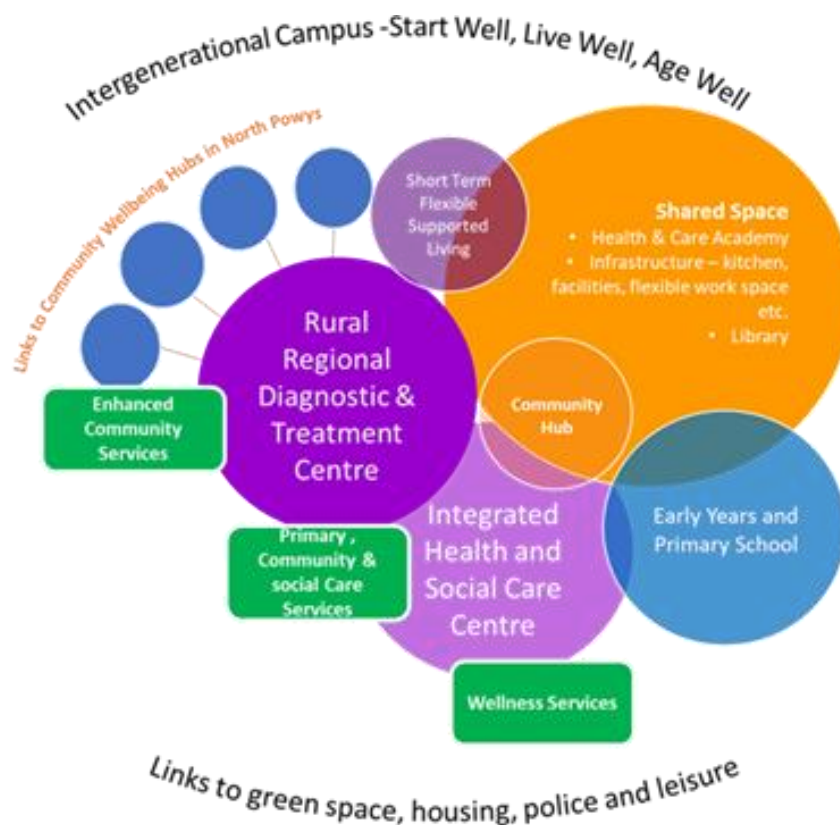 Intergenerational Campus -Start Well, Live Well, Age Well
Links to Community Wellbeing Hubs in North Powys
Short Term
Flexible
Supported
Living
Shared Space
• Health & Care Academy
• Infrastructure – kitchen,
facilities, flexible work space
etc.
• Library
Rural
Regional
Diagnostic &
Treatment
Centre
Community
Hub
Enhanced
Community
Services
Integrated
Health and
Social Care
Centre
Early Years and
Primary School
Primary ,
Community &
social Care
Services
Wellness Services
Links to green space, housing, police and leisure